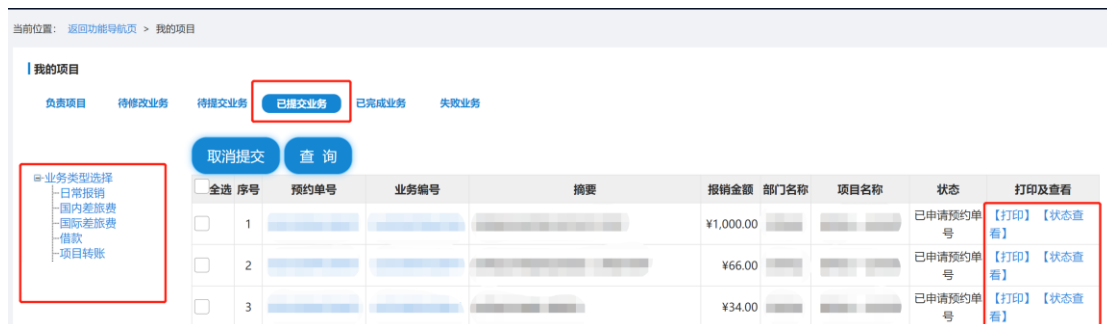 当前位置： 返回功能导航页 > 我的项目
我的项目
负责项目 待修改业务 待提交业务 已提交业务 已完成业务 失败业务
取消提交 查 询
业务类型选择
日常报销
国内差旅费
国际差旅费
借款
项目转账
全选 序号 预约单号 业务编号 摘要 报销金额 部门名称 项目名称 状态 打印及查看
1 ¥1,000.00 已申请预约单号 【打印】 【状态查看】
2 ¥66.00 已申请预约单号 【打印】 【状态查看】
3 ¥34.00 已申请预约单号 【打印】 【状态查看】